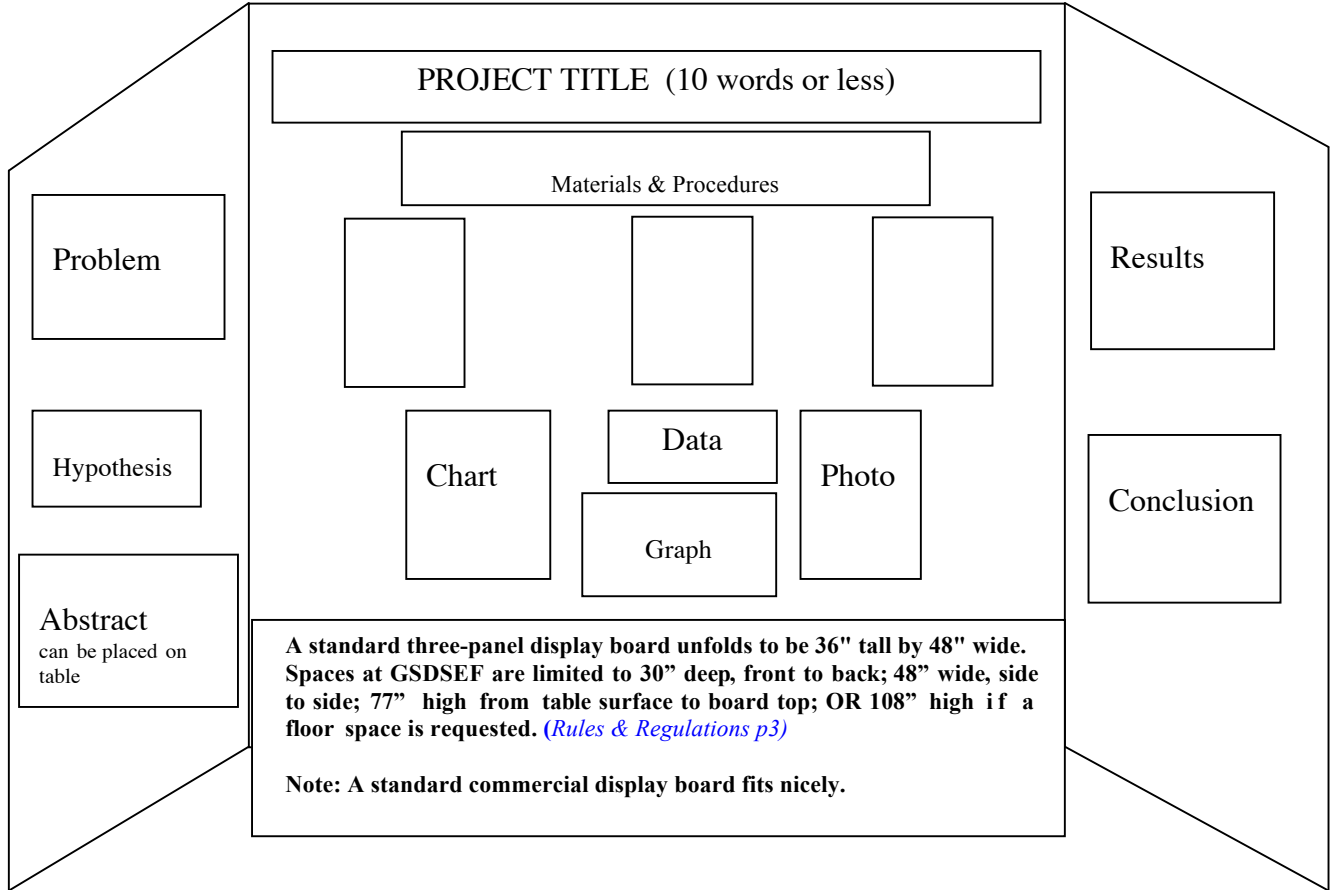 PROJECT TITLE (10 words or less)
Materials & Procedures
Problem
Hypothesis
Abstract
can be placed on
table
Chart
Data
Graph
Photo
Results
Conclusion
A standard three-panel display board unfolds to be 36" tall by 48" wide.
Spaces at GSDSEF are limited to 30” deep, front to back; 48” wide, side
to side; 77” high from table surface to board top; OR 108” high if a
floor space is requested. (Rules & Regulations p3)
Note: A standard commercial display board fits nicely.